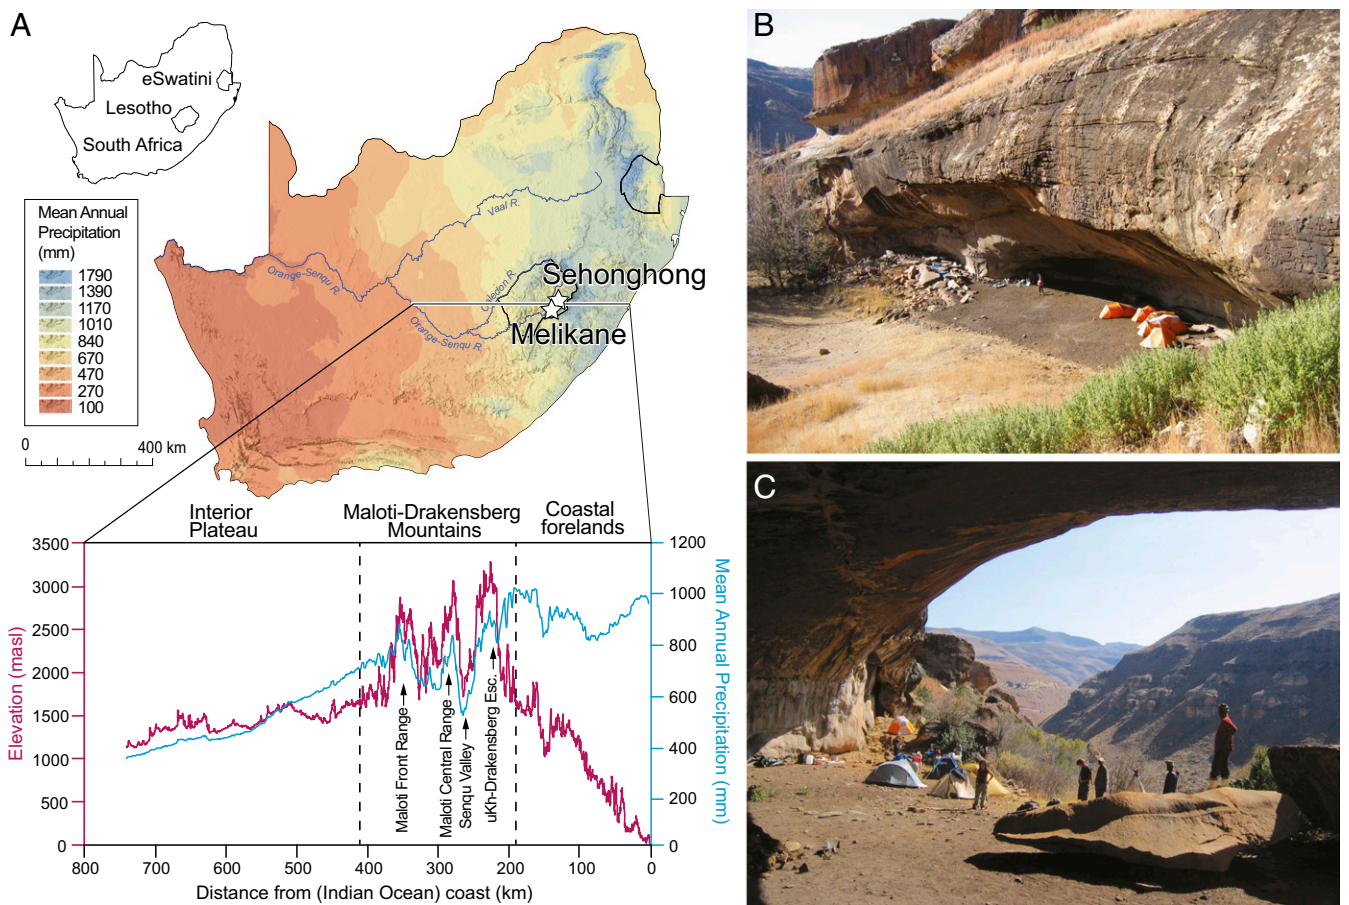 A
eSwatini
Lesotho
South Africa
Mean Annual
Precipitation
(mm)
1790
1390
1170
1010
840
670
470
270
100
0
400 km
Vaal R.
Orange-Senqu R.
Caledon R.
Orange-Senqu R.
Sehonghong
Melikane
Interior
Plateau
Maloti-Drakensberg
Mountains
Coastal
forelands
Elevation (masl)
3500
3000
2500
2000
1500
1000
500
0
Mean Annual Precipitation (mm)
1200
1000
800
600
400
200
0
Maloti Front Range
Maloti Central Range
Senqu Valley
uKh-Drakensberg Esc.
800
700
600
500
400
300
200
100
0
Distance from (Indian Ocean) coast (km)
B
C